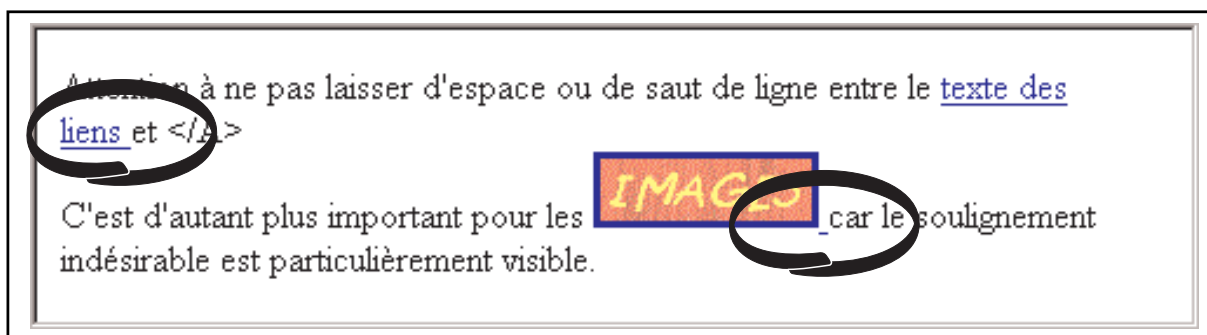 Attention à ne pas laisser d'espace ou de saut de ligne entre le texte des
liens et </A>
C'est d'autant plus important pour les IMAGES car le soulignement
indésirable est particulièrement visible.